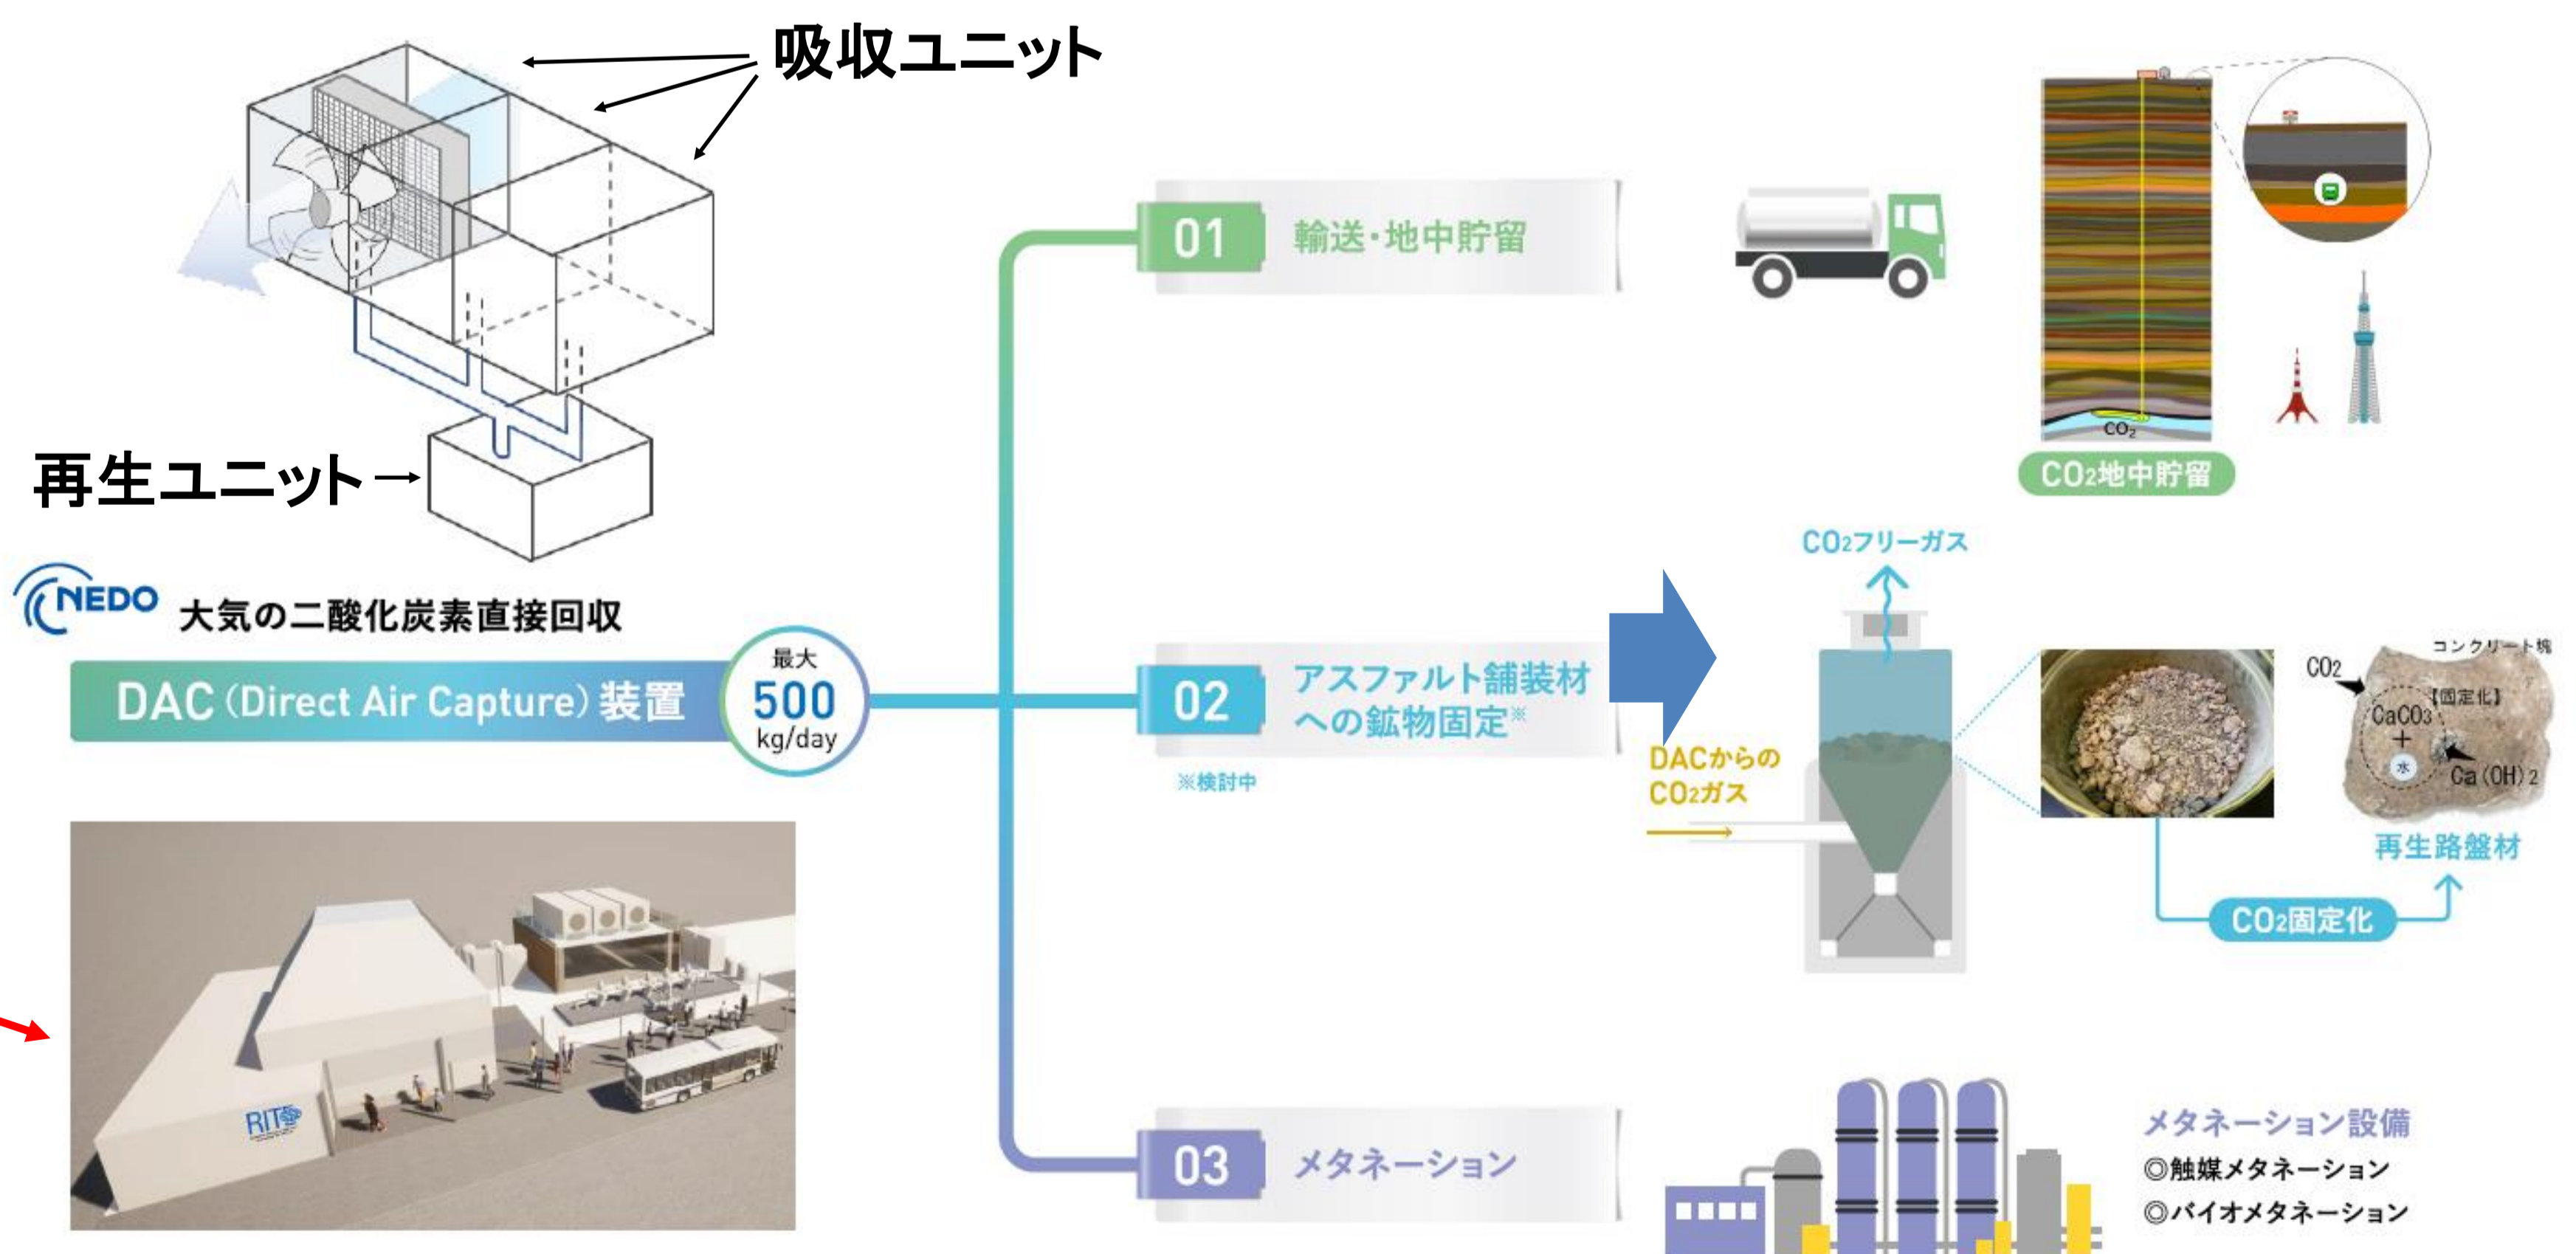 吸収ユニット
再生ユニット
NEDO
大気の二酸化炭素直接回収
DAC(Direct Air Capture)装置
最大
500
kg/day
RITE
01
輸送・地中貯留
CO2
CO2地中貯留
02
アスファルト舗装材
への鉱物固定※
※検討中
CO2フリーガス
DACからの
CO2ガス
コンクリート塊
CO2
【固定化】
CaCO3
+
水
Ca(OH)2
再生路盤材
CO2固定化
03
メタネーション
メタネーション設備
◎触媒メタネーション
◎バイオメタネーション